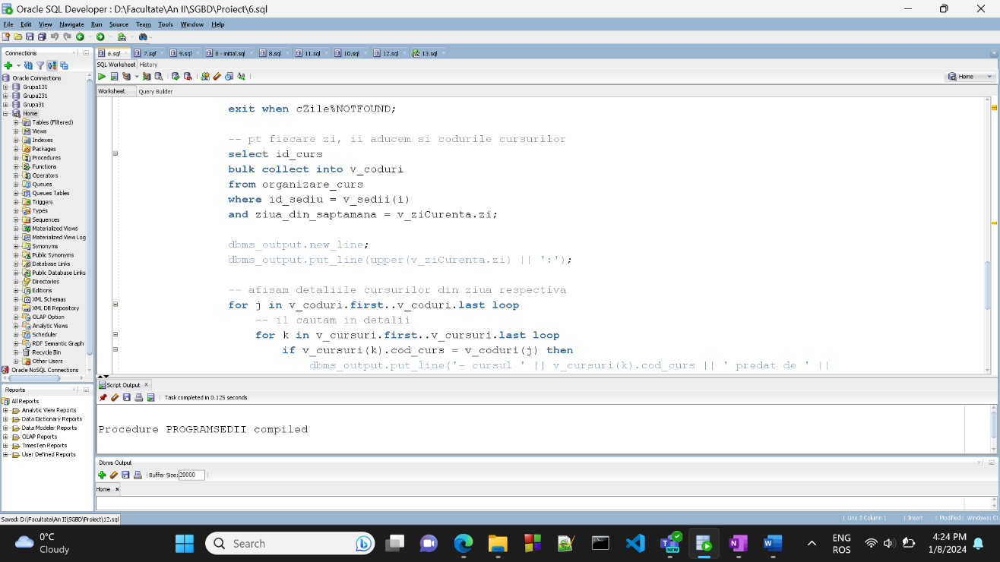 Oracle SQL Developer : D:\Facultate\An II\SGBD\Proiect\6.sql
File Edit View Navigate Run Source Team Tools Window Help
Connections
6.sql 7.sql 9.sql 8 - initial.sql 8.sql 11.sql 10.sql 12.sql 13.sql
SQL Worksheet History
Home
Worksheet Query Builder
Oracle Connections
Grupa131
Grupa231
Grupa31
Home
Tables (Filtered)
Views
Indexes
Packages
Procedures
Functions
Operators
Queues
Queues Tables
Triggers
Types
Sequences
Materialized Views
Materialized View Log
Synonyms
Public Synonyms
Database Links
Public Database Links
Directories
Editions
XML Schemas
XML DB Repository
OLAP Option
Analytic Views
Scheduler
RDF Semantic Graph
Recycle Bin
Other Users
Oracle NoSQL Connections
exit when cZile%NOTFOUND;
-- pt fiecare zi, ii aducem si codurile cursurilor
select id_curs
bulk collect into v_coduri
from organizare_curs
where id_sediu = v_sedii(i)
and ziua_din_saptamana = v_ziCurenta.zi;
dbms_output.new_line;
dbms_output.put_line(upper(v_ziCurenta.zi) || ':');
-- afisam detaliile cursurilor din ziua respectiva
for j in v_coduri.first..v_coduri.last loop
-- il cautam in detalii
for k in v_cursuri.first..v_cursuri.last loop
if v_cursuri(k).cod_curs = v_coduri(j) then
dbms_output.put_line('- cursul ' || v_cursuri(k).cod_curs || ' predat de ' ||
Reports
All Reports
Analytic View Reports
Data Dictionary Reports
Data Modeler Reports
OLAP Reports
TimesTen Reports
User Defined Reports
Script Output
Task completed in 0.125 seconds
Procedure PROGRAMSEDII compiled
Dbms Output
Buffer Size: 20000
Home
Saved: D:\Facultate\An II\SGBD\Proiect\12.sql
Line 3 Column 1 Insert Modified Windows: Cl
0°C
Cloudy
Search
NEW
ENG
ROS
4:24 PM
1/8/2024